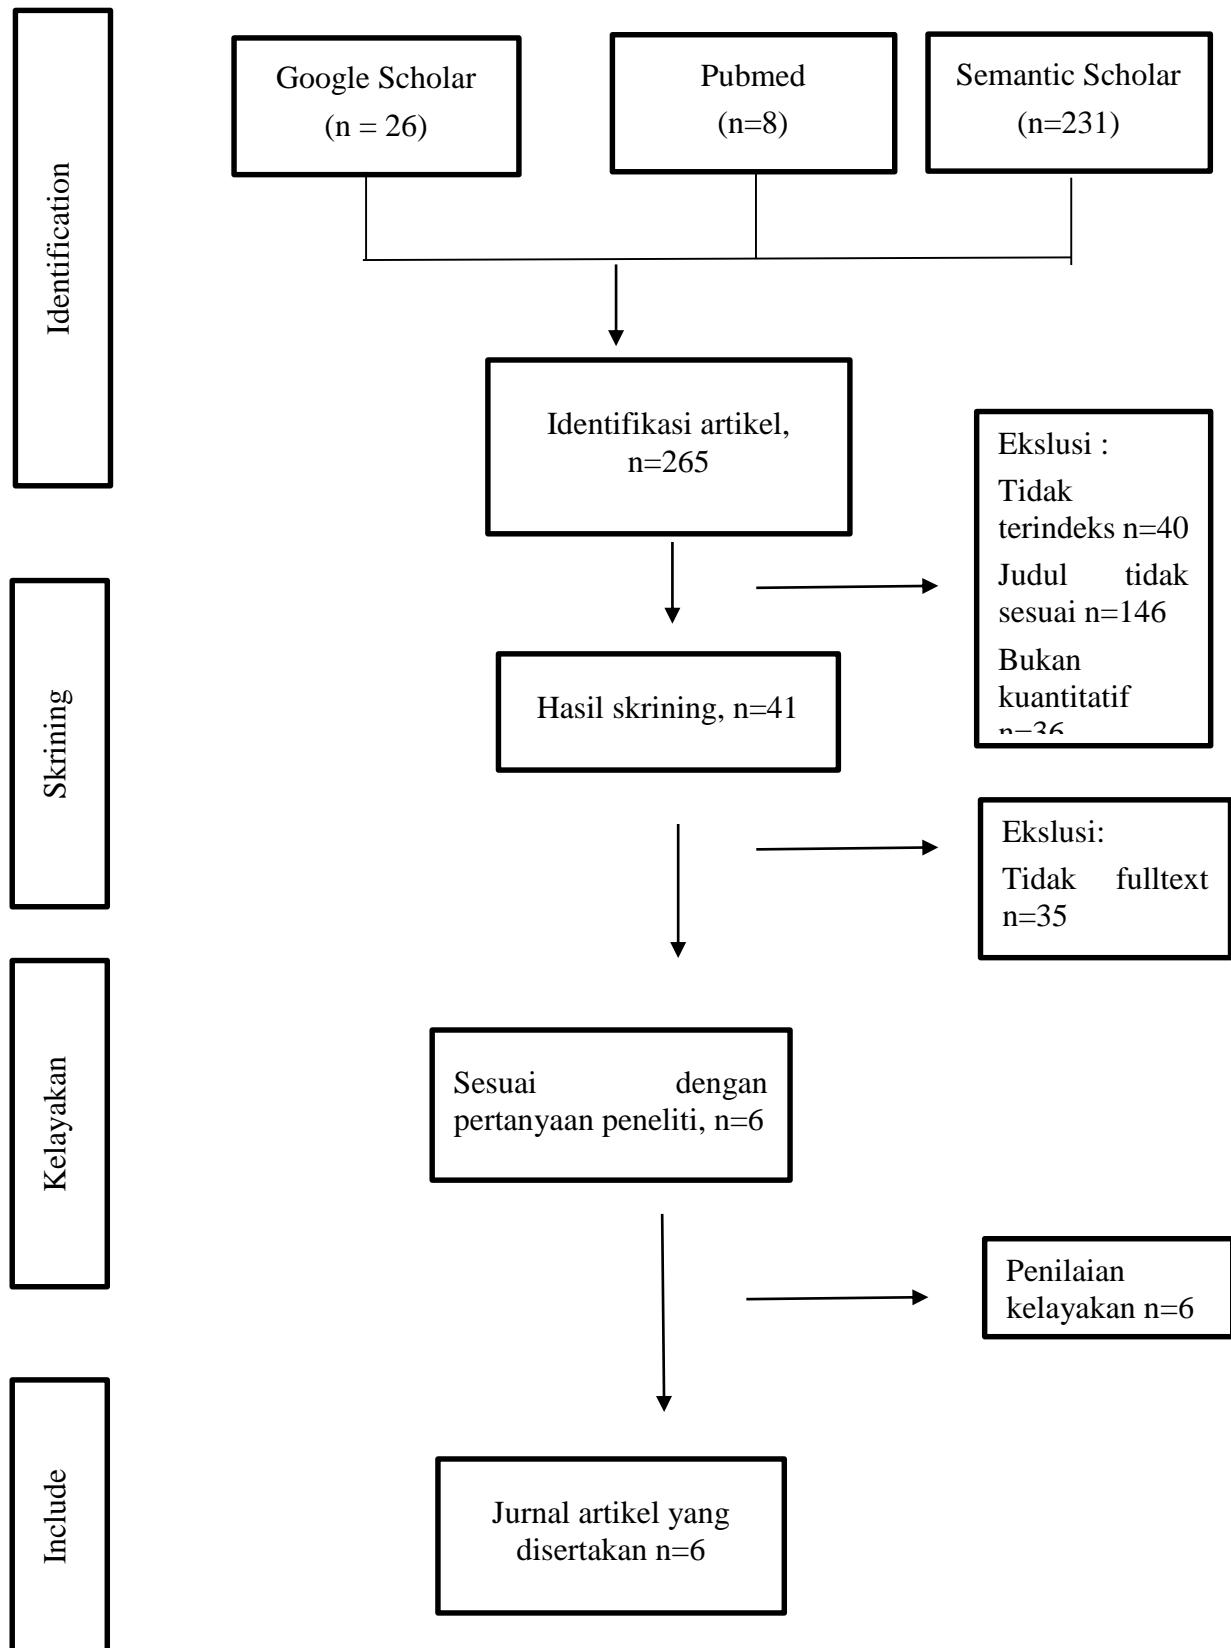 Identification
Google Scholar
(n = 26)
Pubmed
(n=8)
Semantic Scholar
(n=231)
Identifikasi artikel,
n=265
Ekslusi :
Tidak
terindeks n=40
Judul tidak
sesuai n=146
Bukan
kuantitatif
n=36
Skrining
Hasil skrining, n=41
Ekslusi:
Tidak fulltext
n=35
Kelayakan
Sesuai dengan
pertanyaan peneliti, n=6
Penilaian
kelayakan n=6
Include
Jurnal artikel yang
disertakan n=6